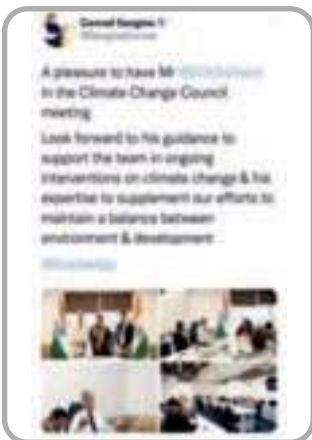 A pleasure to have Mr
in the Climate Change Council
meeting
Look forward to his guidance to
support the team in ongoing
interventions on climate change & his
expertise to supplement our efforts to
maintain a balance between
environment & development